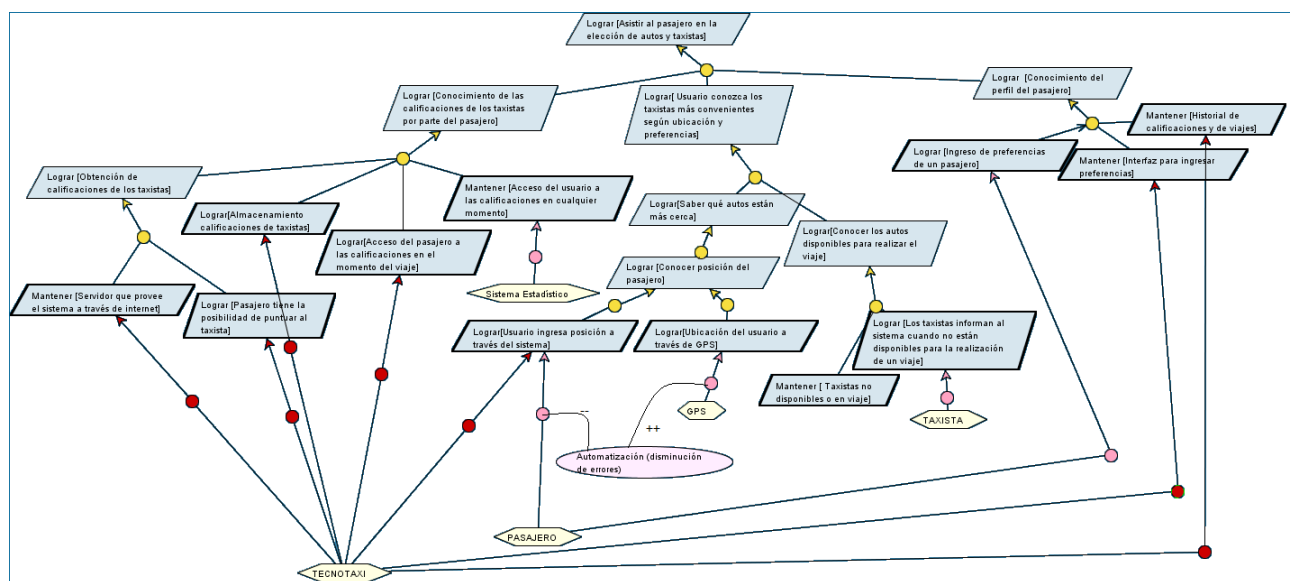 Lograr [Asistir al pasajero en la
elección de autos y taxistas]
Lograr [Conocimiento de las
calificaciones de los taxistas
por parte del pasajero]
Lograr[ Usuario conozca los
taxistas más convenientes
según ubicación y
preferencias]
Lograr [Conocimiento del
perfil del pasajero]
Mantener [Historial de
calificaciones y de viajes]
Lograr [Ingreso de preferencias
de un pasajero]
Mantener [Interfaz para ingresar
preferencias]
Lograr [Obtención de
calificaciones de los taxistas]
Lograr[Almacenamiento
calificaciones de taxistas]
Mantener [Acceso del usuario a
las calificaciones en cualquier
momento]
Lograr[Acceso del pasajero a
las calificaciones en el
momento del viaje]
Lograr[Saber qué autos están
más cerca]
Lograr[Conocer los autos
disponibles para realizar el
viaje]
Lograr [Conocer posición del
pasajero]
Sistema Estadístico
Mantener [Servidor que provee
el sistema a través de internet]
Lograr [Pasajero tiene la
posibilidad de puntuar al
taxista]
Lograr[Usuario ingresa posición a
través del sistema]
Lograr[Ubicación del usuario a
través de GPS]
Lograr [Los taxistas informan al
sistema cuando no están
disponibles para la realización
de un viaje]
Mantener [ Taxistas no
disponibles o en viaje]
GPS
TAXISTA
--
++
Automatización (disminución
de errores)
PASAJERO
TECNOTAXI